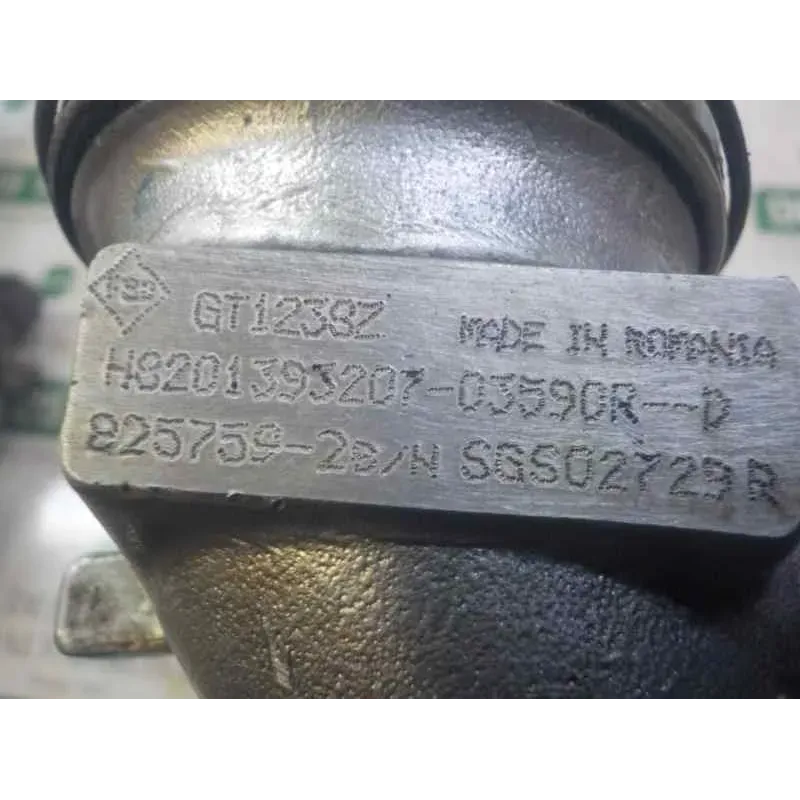 GT1238Z MADE IN ROMANIA
H8201393207-03590R--D
825759-2S/N SGS02729R